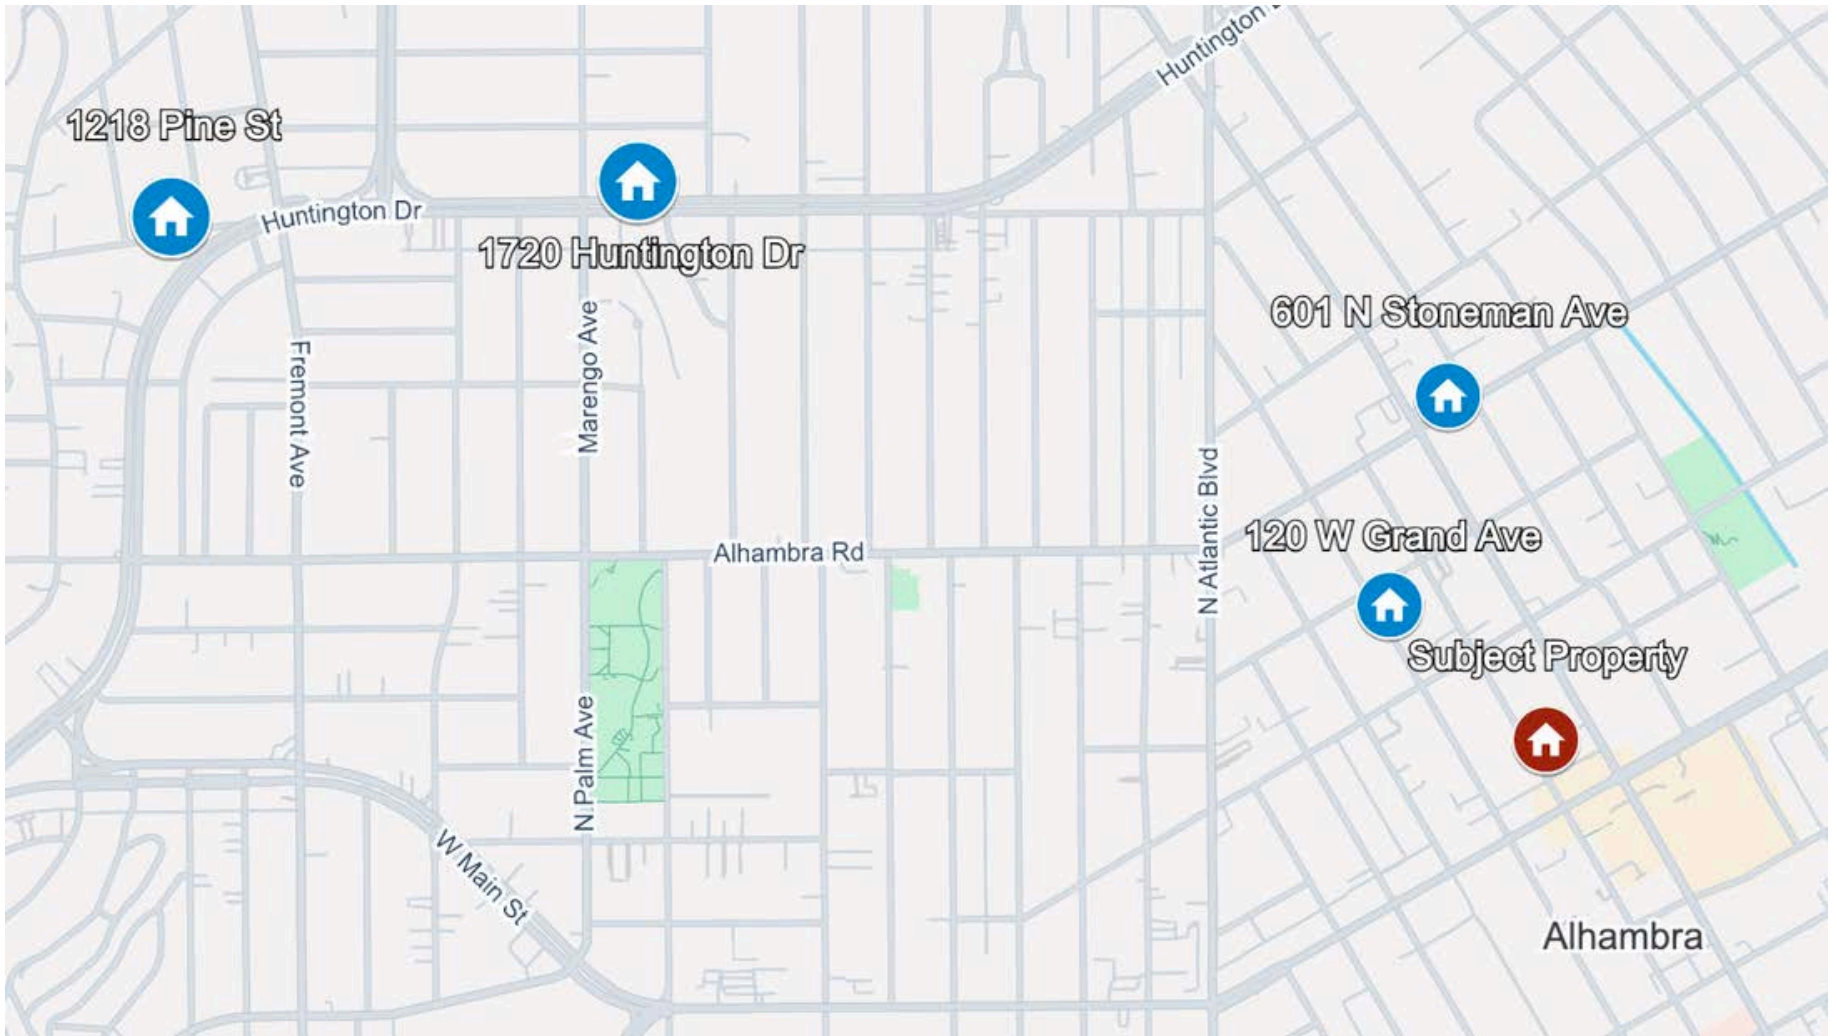 Huntington
1218 Pine St
Huntington Dr
1720 Huntington Dr
601 N Stoneman Ave
Fremont Ave
Marengo Ave
N Atlantic Blvd
Alhambra Rd
120 W Grand Ave
Subject Property
N Palm Ave
W Main St
Alhambra